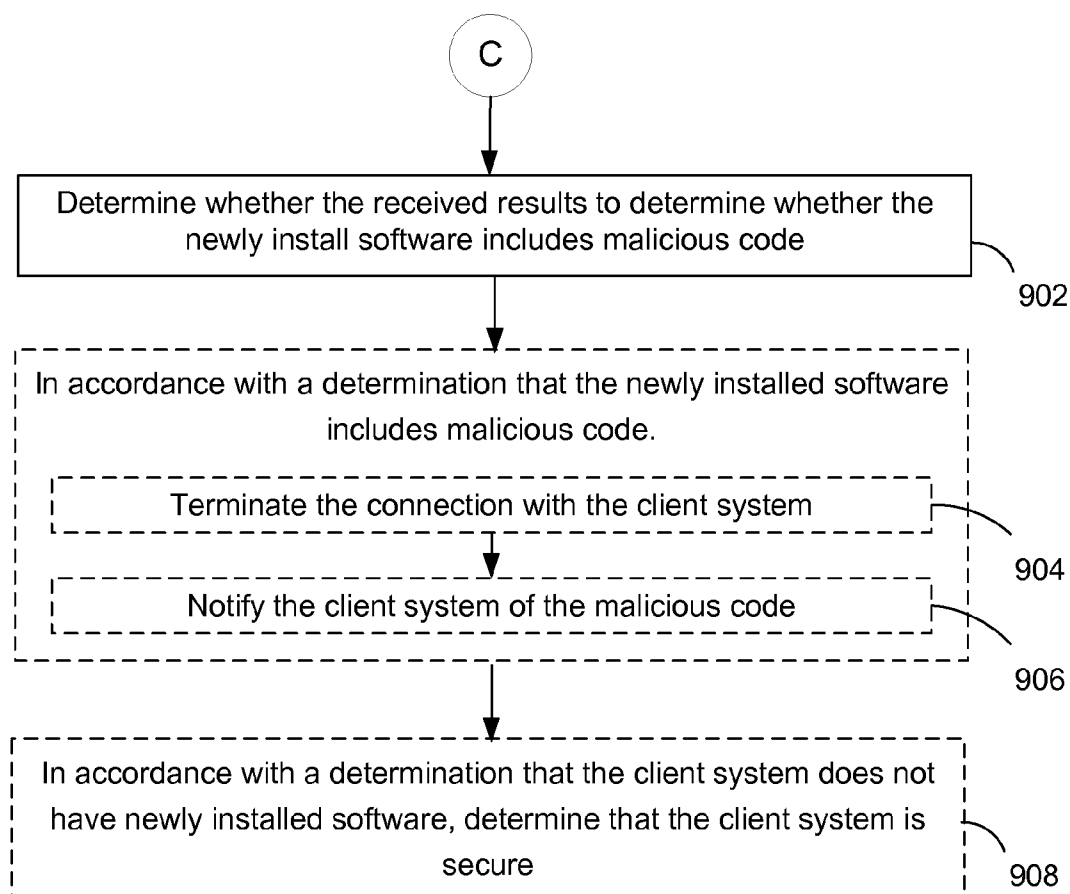 C
Determine whether the received results to determine whether the
newly install software includes malicious code
902
In accordance with a determination that the newly installed software
includes malicious code.
Terminate the connection with the client system
904
Notify the client system of the malicious code
906
In accordance with a determination that the client system does not
have newly installed software, determine that the client system is
secure
908